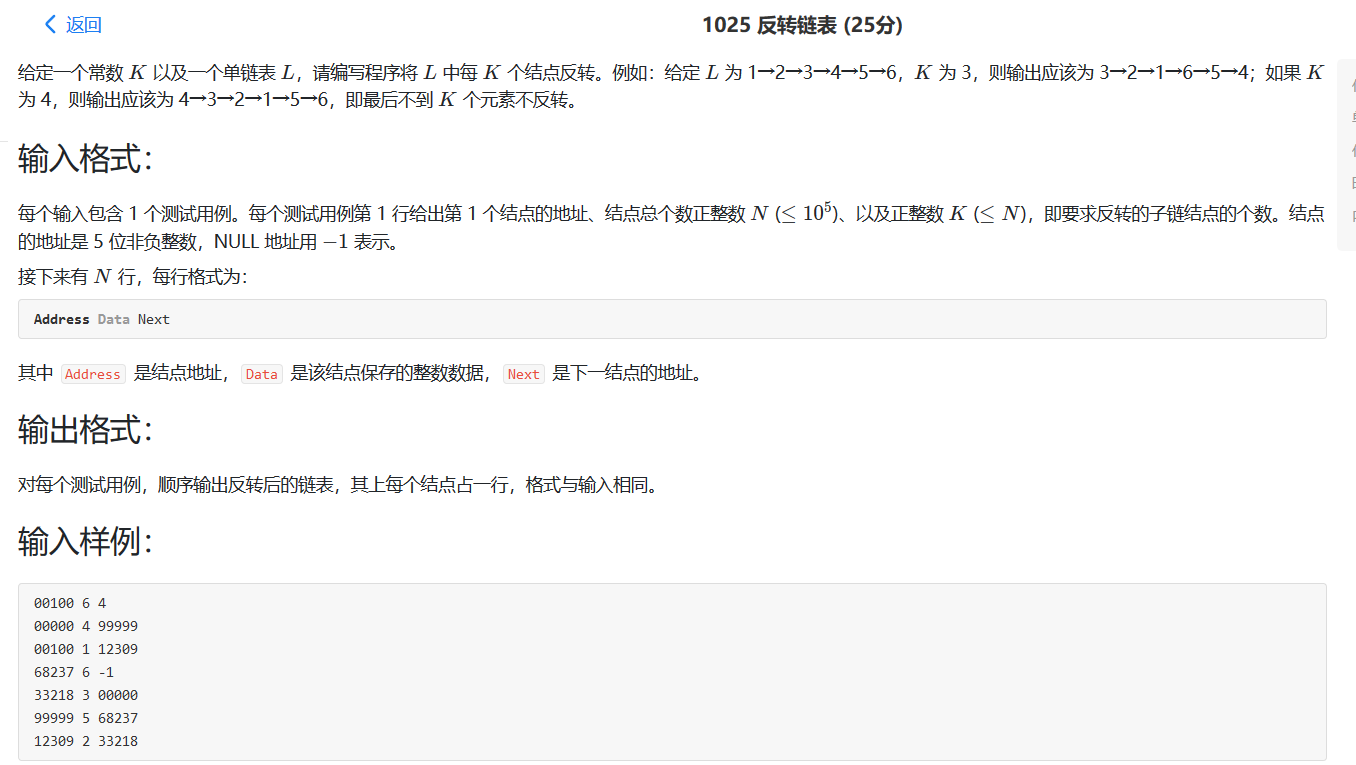 返回
1025 反转链表 (25分)
给定一个常数 K 以及一个单链表 L，请编写程序将 L 中每 K 个结点反转。例如：给定 L 为 1→2→3→4→5→6，K 为 3，则输出应该为 3→2→1→6→5→4；如果 K
为 4，则输出应该为 4→3→2→1→5→6，即最后不到 K 个元素不反转。
输入格式：
每个输入包含 1 个测试用例。每个测试用例第 1 行给出第 1 个结点的地址、结点总个数正整数 N (≤ 10⁵)、以及正整数 K (≤ N)，即要求反转的子链结点的个数。结点
的地址是 5 位非负整数，NULL 地址用 −1 表示。
接下来有 N 行，每行格式为：
Address Data Next
其中 Address 是结点地址， Data 是该结点保存的整数数据， Next 是下一结点的地址。
输出格式：
对每个测试用例，顺序输出反转后的链表，其上每个结点占一行，格式与输入相同。
输入样例：
00100 6 4
00000 4 99999
00100 1 12309
68237 6 -1
33218 3 00000
99999 5 68237
12309 2 33218